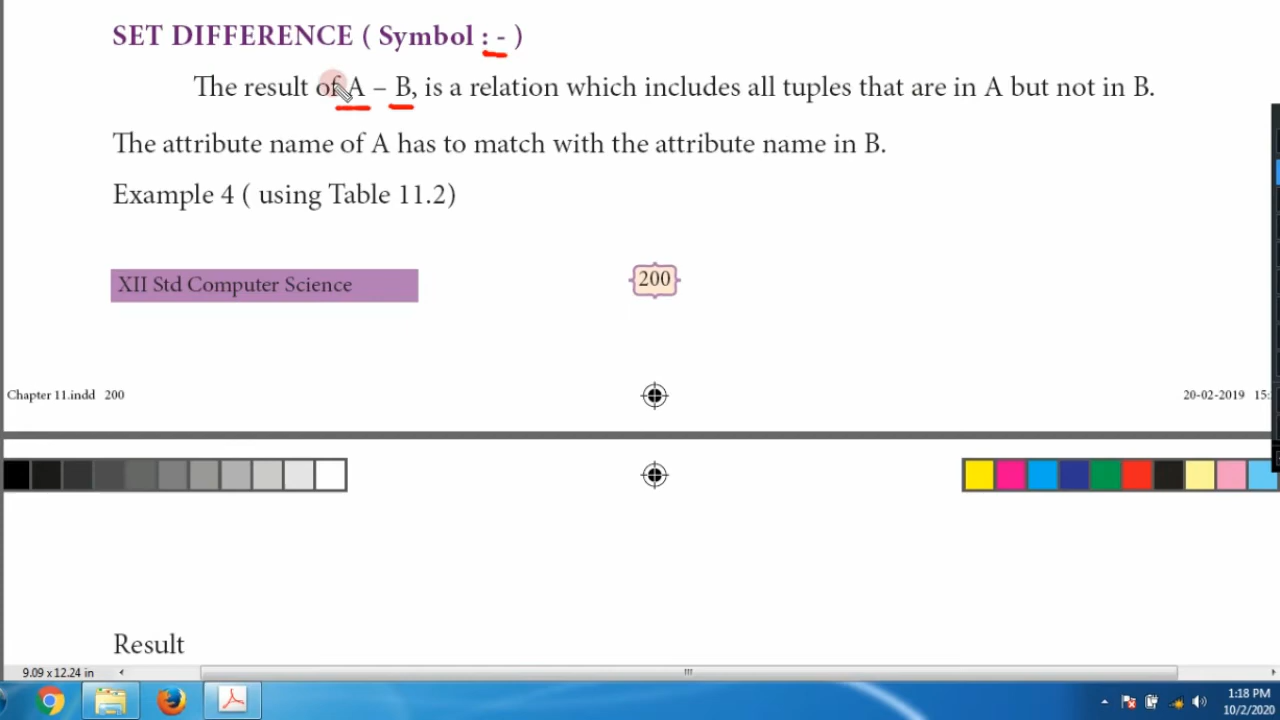 SET DIFFERENCE ( Symbol : - )
The result of A – B, is a relation which includes all tuples that are in A but not in B.
The attribute name of A has to match with the attribute name in B.
Example 4 ( using Table 11.2)
XII Std Computer Science
200
Chapter 11.indd 200
20-02-2019 15:
Result
9.09 x 12.24 in
1:18 PM
10/2/2020